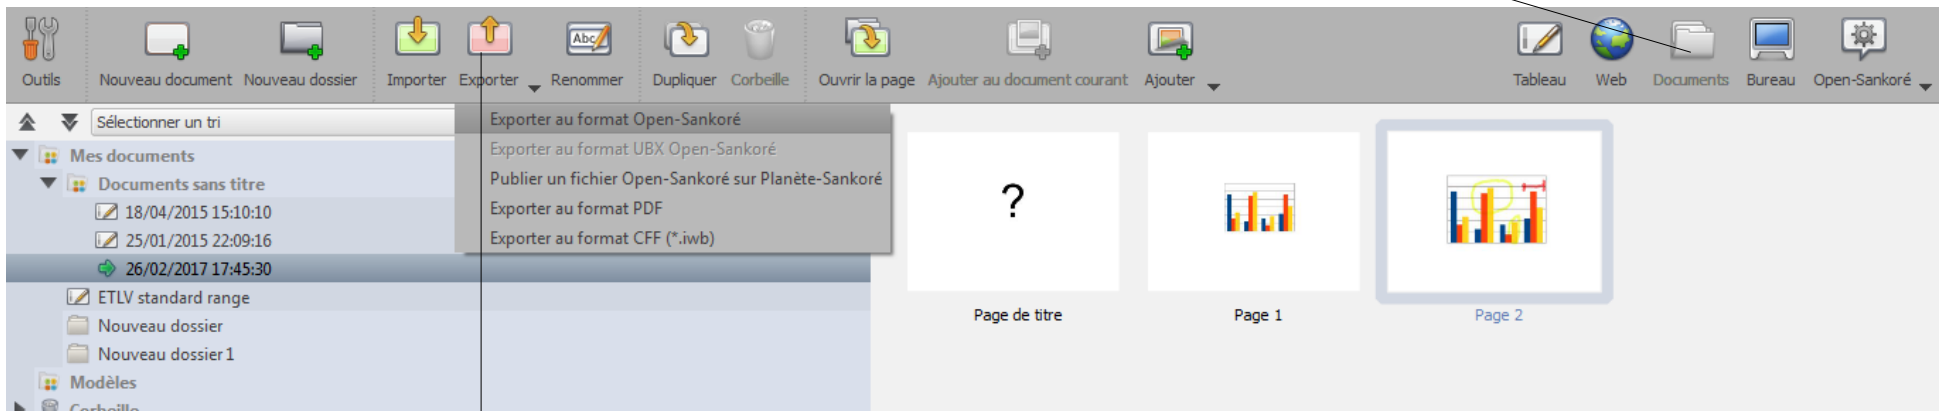 Outils
Nouveau document
Nouveau dossier
Importer
Exporter
Abc
Renommer
Dupliquer
Corbeille
Ouvrir la page
Ajouter au document courant
Ajouter
Tableau
Web
Documents
Bureau
Open-Sankoré
Sélectionner un tri
Exporter au format Open-Sankoré
Exporter au format UBX Open-Sankoré
Publier un fichier Open-Sankoré sur Planète-Sankoré
Exporter au format PDF
Exporter au format CFF (*.iwb)
Mes documents
Documents sans titre
18/04/2015 15:10:10
25/01/2015 22:09:16
26/02/2017 17:45:30
ETLV standard range
Nouveau dossier
Nouveau dossier 1
Modèles
Corbeille
?
Page de titre
Page 1
Page 2